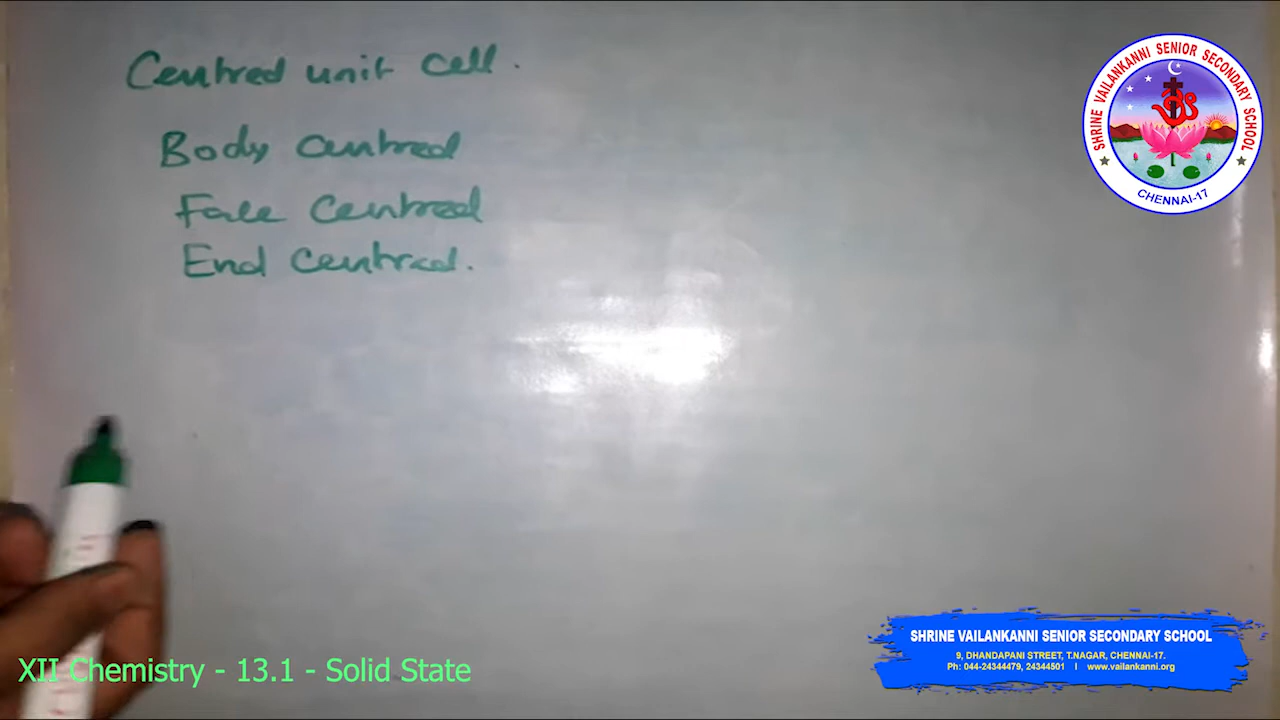 Centred unit cell.
Body centred
Face centred
End centred.
SHRINE VAILANKANNI SENIOR SECONDARY SCHOOL
CHENNAI-17
XII Chemistry - 13.1 - Solid State
SHRINE VAILANKANNI SENIOR SECONDARY SCHOOL
9, DHANDAPANI STREET, T.NAGAR, CHENNAI-17.
Ph: 044-24344479, 24344501 I www.vailankanni.org